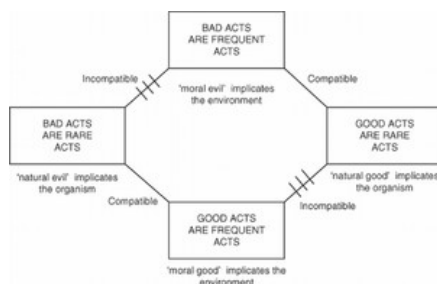 BAD ACTS
ARE FREQUENT
ACTS
Incompatible
Compatible
'moral evil' implicates
the environment
BAD ACTS
ARE RARE
ACTS
GOOD ACTS
ARE RARE
ACTS
'natural evil' implicates
the organism
'natural good' implicates
the organism
Compatible
Incompatible
GOOD ACTS
ARE FREQUENT
ACTS
'moral good' implicates the
environment